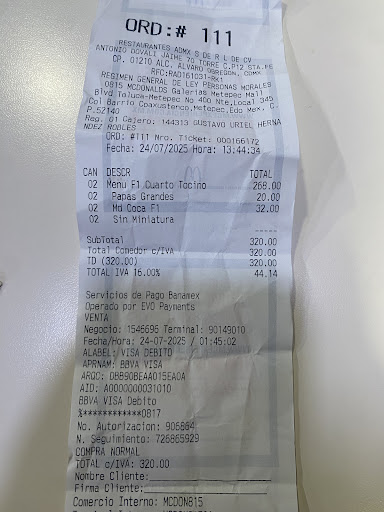 ORD:# 111
RESTAURANTES ADMX S DE R L DE CV
ANTONIO DOVALI JAIME 70 TORRE C,P12 STA.FE
CP. 01210 ALC. ALVARO OBREGON, CDMX
RFC:RAD161031-RK1
REGIMEN GENERAL DE LEY PERSONAS MORALES
0815 MCDONALDS Galerias Metepec Mall
Blvd Toluca-Metepec No 400 Nte,Local 345
Col Barrio Coaxustenco,Metepec,Edo Mex, C.
P.52140
Reg. 01 Cajero: 144313 GUSTAVO URIEL HERNA
NDEZ ROBLES
ORD: #111 Nro. Ticket: 000166172
Fecha: 24/07/2025 Hora: 13:44:34
CAN DESCR TOTAL
02 Menu F1 Cuarto Tocino 268.00
02 Papas Grandes 20.00
02 Md Coca F1 32.00
02 Sin Miniatura
-----
SubTotal 320.00
Total Comedor c/IVA 320.00
TD (320.00) 320.00
TOTAL IVA 16.00% 44.14
Servicios de Pago Banamex
Operado por EVO Payments
VENTA
Negocio: 1546696 Terminal: 90149010
Fecha/Hora: 24-07-2025 / 01:45:02
ALABEL: VISA DEBITO
APRNAM: BBVA VISA
ARQC: DBB90BEAA015EA0A
AID: A0000000031010
BBVA VISA Debito
%************0817
No. Autorizacion: 906864
N. Seguimiento: 726865929
COMPRA NORMAL
TOTAL c/IVA: 320.00
Nombre Cliente:
Firma Cliente:
Comercio Interno: MCDON815